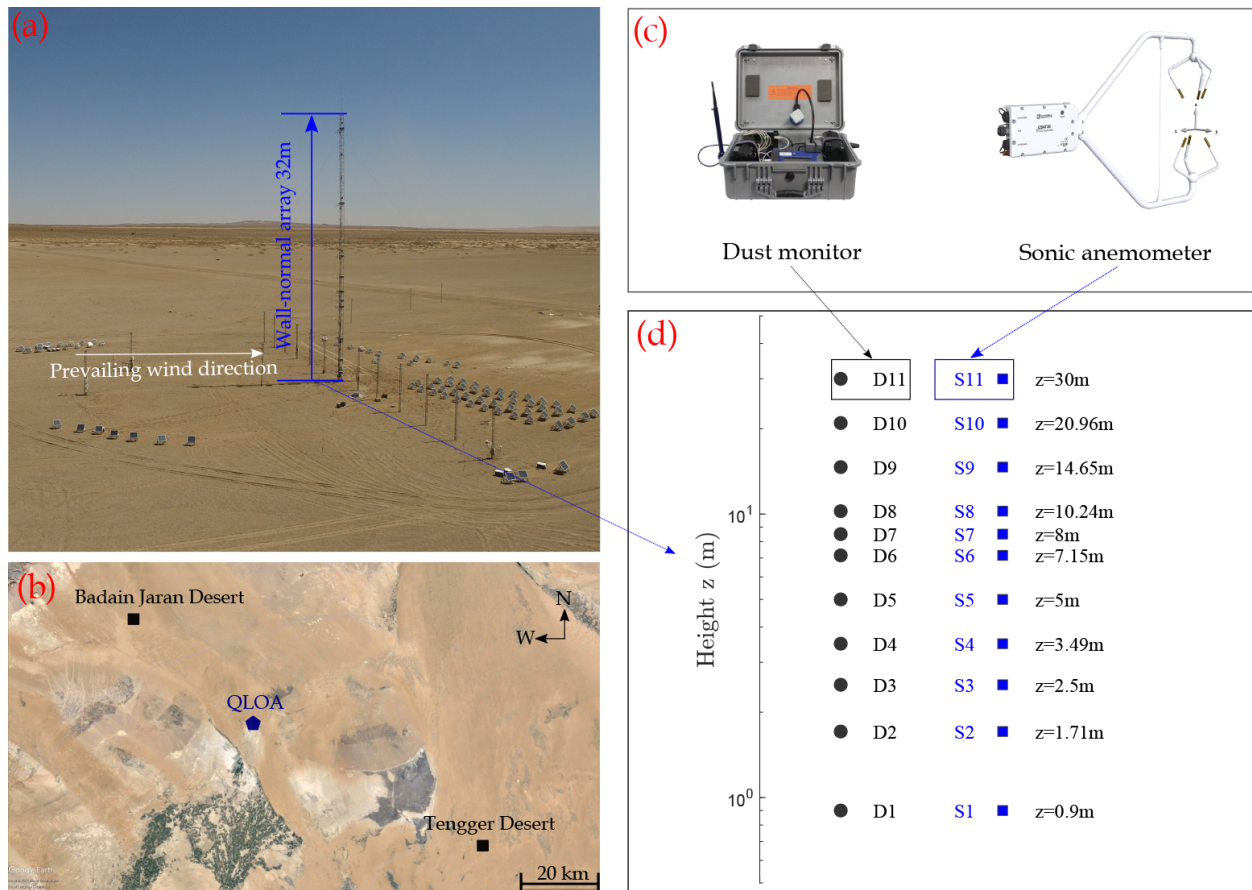 (a)
Wall-normal array 32m
Prevailing wind direction
(b)
Badain Jaran Desert
N
W
QLOA
Tengger Desert
20 km
(c)
Dust monitor
Sonic anemometer
(d)
Height z (m)
10¹
10⁰
D11 S11 z=30m
D10 S10 z=20.96m
D9 S9 z=14.65m
D8 S8 z=10.24m
D7 S7 z=8m
D6 S6 z=7.15m
D5 S5 z=5m
D4 S4 z=3.49m
D3 S3 z=2.5m
D2 S2 z=1.71m
D1 S1 z=0.9m